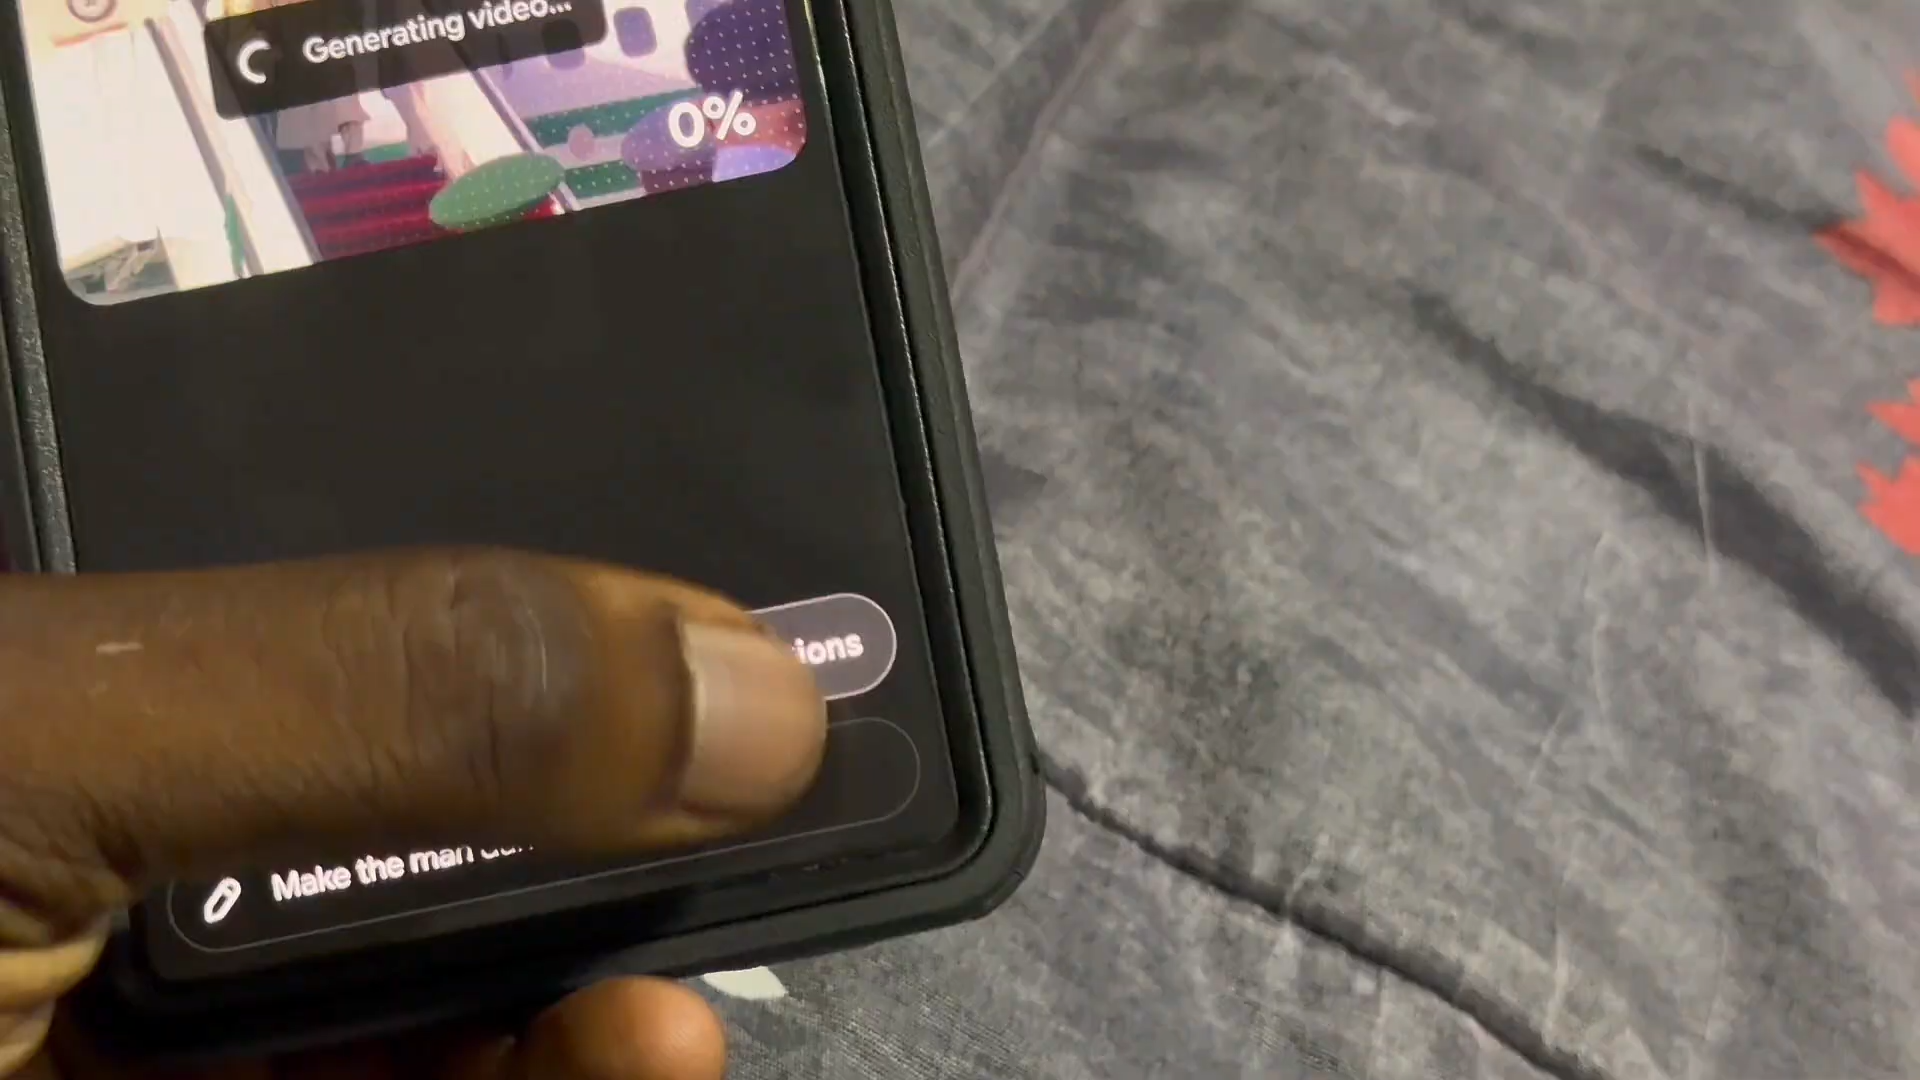 Generating video...
0%
ions
Make the man